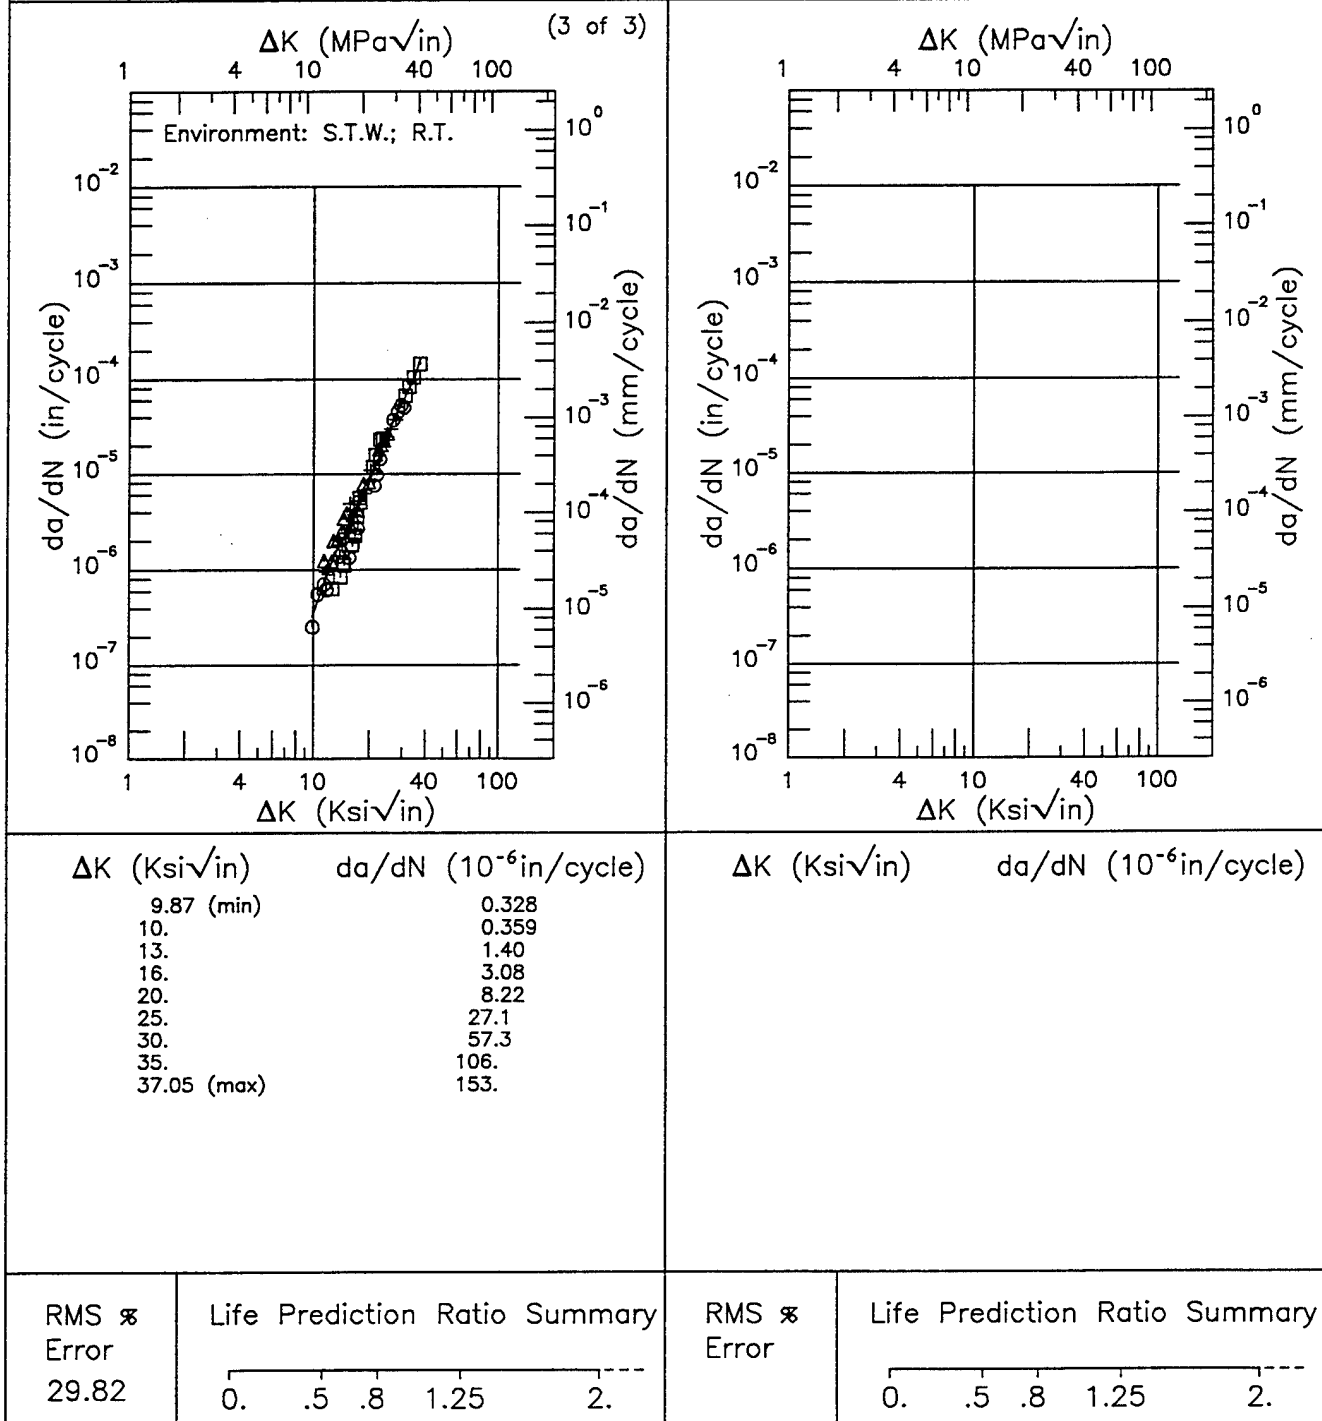 (3 of 3)
ΔK (MPa√in)
1 4 10 40 100
Environment: S.T.W.; R.T.
da/dN (in/cycle)
10⁻²
10⁻³
10⁻⁴
10⁻⁵
10⁻⁶
10⁻⁷
10⁻⁸
10⁰
10⁻¹
10⁻²
10⁻³
10⁻⁴
10⁻⁵
10⁻⁶
da/dN (mm/cycle)
1 4 10 40 100
ΔK (Ksi√in)
ΔK (MPa√in)
1 4 10 40 100
da/dN (in/cycle)
10⁻²
10⁻³
10⁻⁴
10⁻⁵
10⁻⁶
10⁻⁷
10⁻⁸
10⁰
10⁻¹
10⁻²
10⁻³
10⁻⁴
10⁻⁵
10⁻⁶
da/dN (mm/cycle)
1 4 10 40 100
ΔK (Ksi√in)
ΔK (Ksi√in) da/dN (10⁻⁶in/cycle)
9.87 (min) 0.328
10. 0.359
13. 1.40
16. 3.08
20. 8.22
25. 27.1
30. 57.3
35. 106.
37.05 (max) 153.
ΔK (Ksi√in) da/dN (10⁻⁶in/cycle)
RMS %
Error
29.82
Life Prediction Ratio Summary
0. .5 .8 1.25 2.
RMS %
Error
Life Prediction Ratio Summary
0. .5 .8 1.25 2.